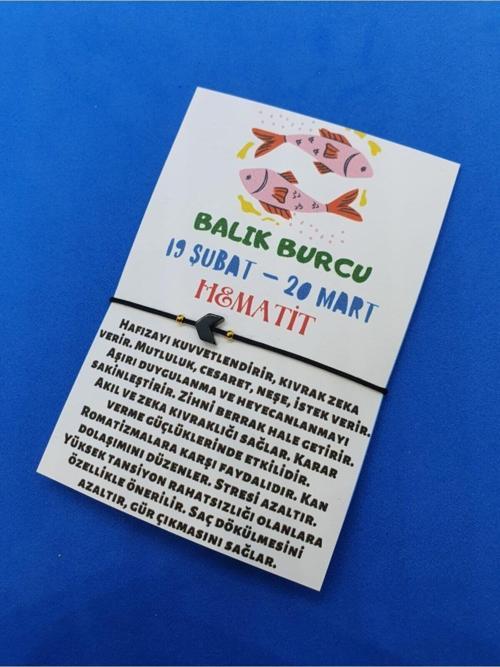 BALIK BURCU
19 ŞUBAT – 20 MART
HEMATİT
HAFIZAYI KUVVETLENDİRİR, KIVRAK ZEKA
VERİR. MUTLULUK, CESARET, NEŞE, İSTEK VERİR.
AŞIRI DUYGULANMA VE HEYECANLANMAYI
SAKİNLEŞTİRİR. ZİHNİ BERRAK HALE GETİRİR.
AKIL VE ZEKA KIVRAKLIĞI SAĞLAR. KARAR
VERME GÜÇLÜKLERİNDE ETKİLİDİR.
ROMATİZMALARA KARŞI FAYDALIDIR. KAN
DOLAŞIMINI DÜZENLER. STRESİ AZALTIR.
YÜKSEK TANSİYON RAHATSIZLIĞI OLANLARA
ÖZELLİKLE ÖNERİLİR. SAÇ DÖKÜLMESİNİ
AZALTIR, GÜR ÇIKMASINI SAĞLAR.